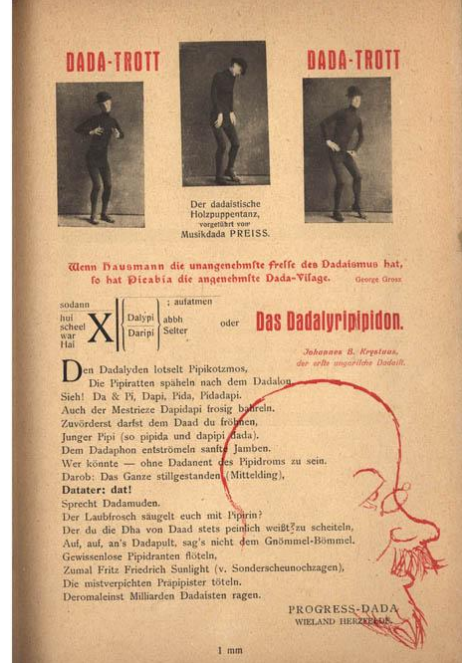 DADA-TROTT
DADA-TROTT
Der dadaistische
Holzpuppentanz,
vorgeführt von
Musikdada PREISS.
Wenn Hausmann die unangenehmste Fresse des Dadaismus hat,
so hat Picabia die angenehmste Dada-Visage. George Grosz
sodann
hui
scheel
war
Hai
X
Dalypi
Daripi
: aufatmen
abbh
Selter
oder
Das Dadalyripipidon.
Johannes B. Krystaus,
der erste ungarische Dadaist.
Den Dadalyden lotselt Pipikotzmos,
Die Pipiratten späheln nach dem Dadalon.
Sieh! Da & Pi, Dapi, Pida, Pidadapi.
Auch der Mestrieze Dapidapi frosig bahreln.
Zuvörderst darfst dem Daad du fröhnen,
Junger Pipi (so pipida und dapipi dada).
Dem Dadaphon entströmeln sanfte Jamben.
Wer könnte — ohne Dadanent des Pipidroms zu sein.
Darob: Das Ganze stillgestanden (Mittelding),
Datater: dat!
Sprecht Dadamuden.
Der Laubfrosch säugelt euch mit Pipirin?
Der du die Dha von Daad stets peinlich weißt? zu scheiteln,
Auf, auf, an's Dadapult, sag's nicht dem Gnömmel-Bömmel.
Gewissenlose Pipidranten flöteln,
Zumal Fritz Friedrich Sunlight (v. Sonderscheunochzagen),
Die mistverpichten Präpipister töteln.
Deromaleinst Milliarden Dadaisten ragen.
PROGRESS-DADA
WIELAND HERZFELDE.
1 mm